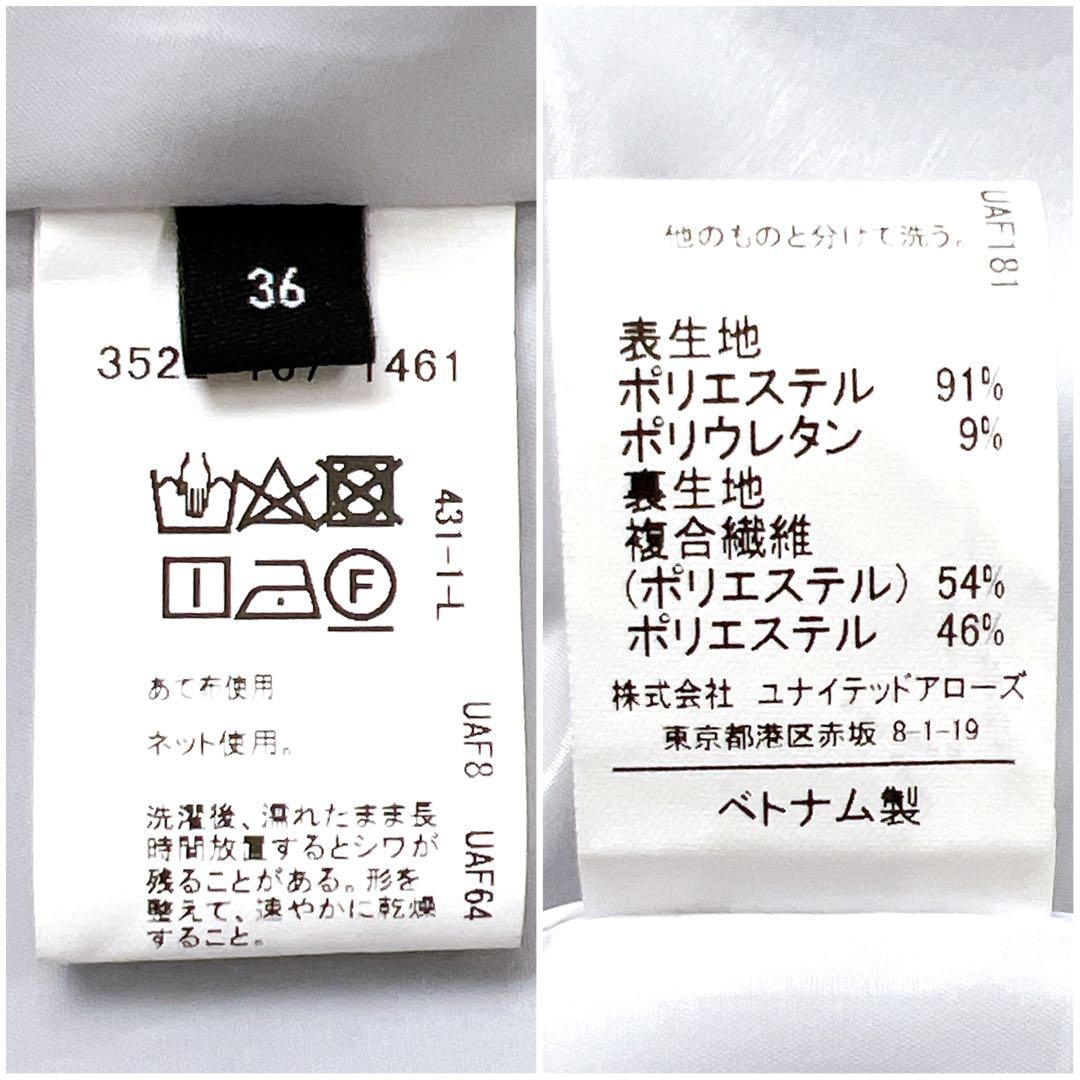 36
1461
431-1-L
F
あて布使用
ネット使用。
UAF8 UAF64
洗濯後、濡れたまま長
時間放置するとシワが
残ることがある。形を
整えて、速やかに乾燥
すること。
他のものと分けて洗う。
UAF181
表生地
ポリエステル 91%
ポリウレタン 9%
裏生地
複合繊維
(ポリエステル) 54%
ポリエステル 46%
株式会社 ユナイテッドアローズ
東京都港区赤坂 8-1-19
ベトナム製